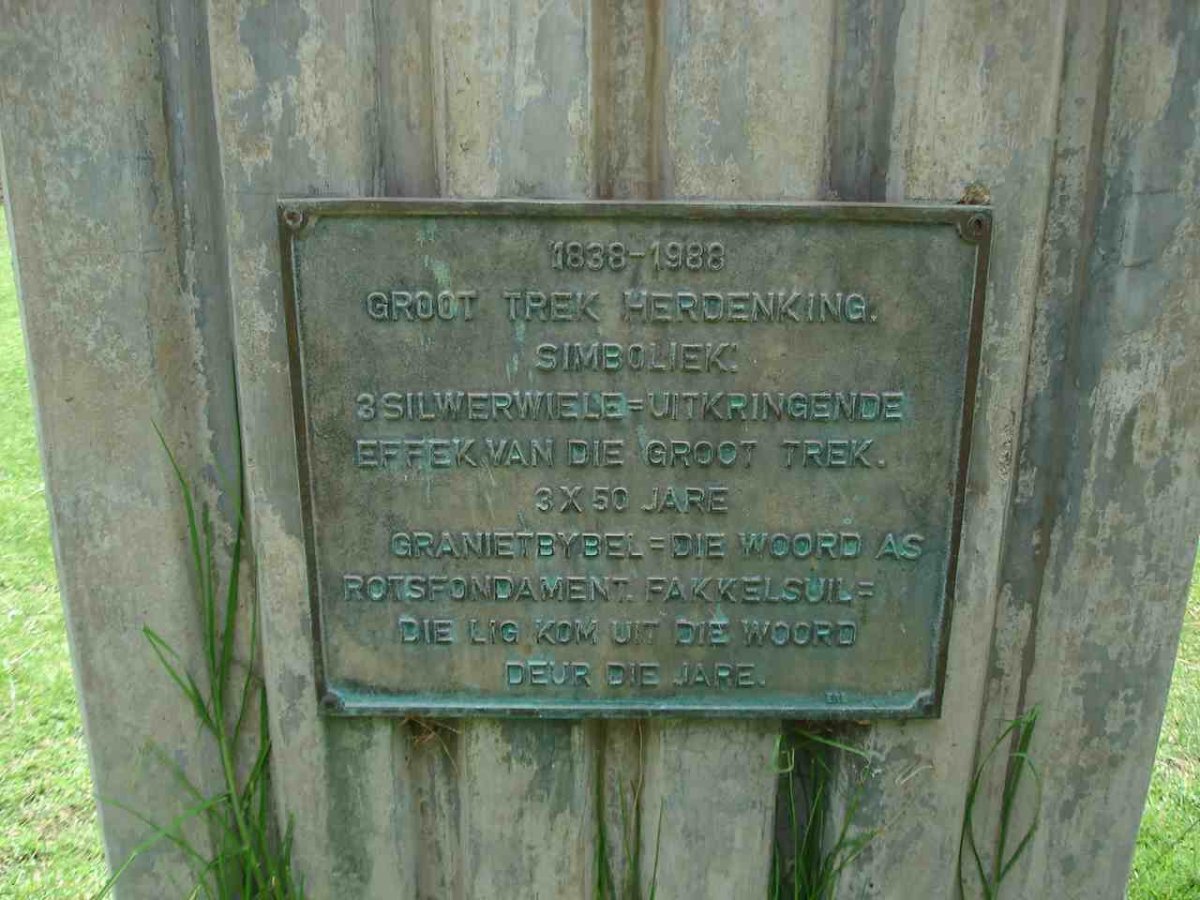 1838-1988
GROOT TREK HERDENKING.
SIMBOLIEK:
3 SILWERWIELE=UITKRINGENDE
EFFEK VAN DIE GROOT TREK.
3 X 50 JARE
GRANIETBYBEL=DIE WOORD AS
ROTSFONDAMENT. FAKKELSUIL=
DIE LIG KOM UIT DIE WOORD
DEUR DIE JARE.